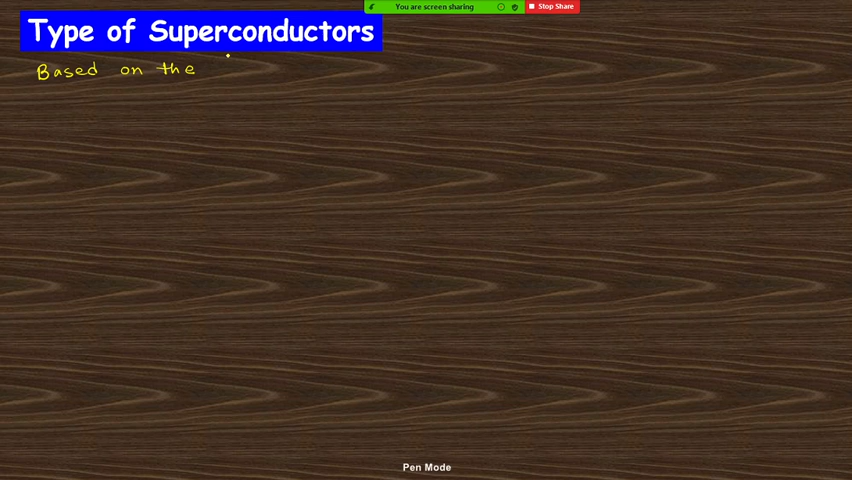 You are screen sharing
Stop Share
Type of Superconductors
Based on the
Pen Mode